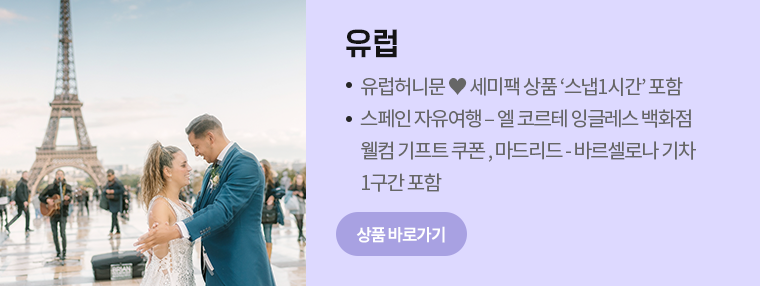 유럽
• 유럽허니문 ♥ 세미팩 상품 ‘스냅1시간’ 포함
• 스페인 자유여행 – 엘 코르테 잉글레스 백화점
웰컴 기프트 쿠폰 , 마드리드 - 바르셀로나 기차
1구간 포함
상품 바로가기